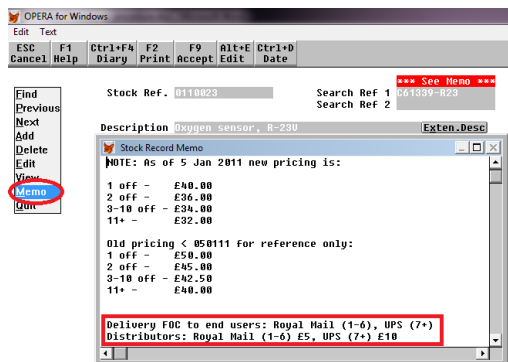 OPERA for Windows
Edit Text
ESC F1 Ctrl+F4 F2 F9 Alt+E Ctrl+D
Cancel Help Diary Print Accept Edit Date
*** See Memo ***
Stock Ref. 0110023 Search Ref 1 C61339-R23
Search Ref 2
Find
Previous
Next
Add
Delete
Edit
View
Memo
Quit
Description Oxygen sensor, R-23V Exten.Desc
Stock Record Memo
NOTE: As of 5 Jan 2011 new pricing is:
1 off - £40.00
2 off - £36.00
3-10 off - £34.00
11+ - £32.00
Old pricing < 050111 for reference only:
1 off - £50.00
2 off - £45.00
3-10 off - £42.50
11+ - £40.00
Delivery FOC to end users: Royal Mail (1-6), UPS (7+)
Distributors: Royal Mail (1-6) £5, UPS (7+) £10